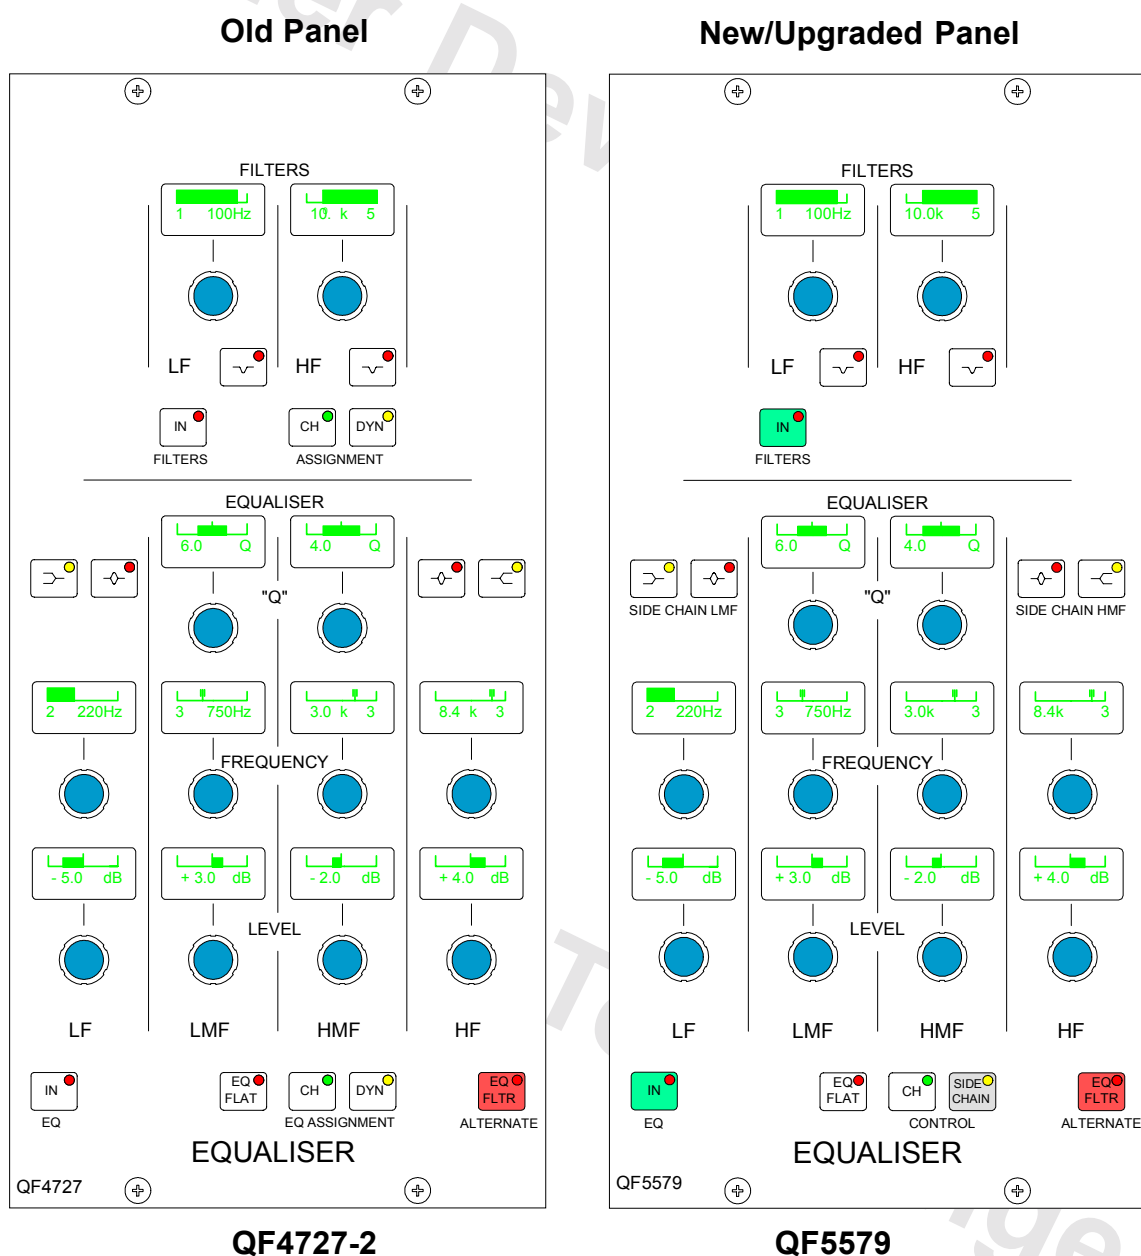 Old Panel
New/Upgraded Panel
FILTERS
1 100Hz
10. k 5
LF
HF
IN
FILTERS
CH
DYN
ASSIGNMENT
EQUALISER
6.0 Q
4.0 Q
"Q"
2 220Hz
3 750Hz
3.0 k 3
8.4 k 3
FREQUENCY
- 5.0 dB
+ 3.0 dB
- 2.0 dB
+ 4.0 dB
LEVEL
LF
LMF
HMF
HF
IN
EQ
EQ
FLAT
CH
DYN
EQ ASSIGNMENT
EQ
FLTR
ALTERNATE
EQUALISER
QF4727
QF4727-2
FILTERS
1 100Hz
10.0k 5
LF
HF
IN
FILTERS
EQUALISER
6.0 Q
4.0 Q
SIDE CHAIN LMF
"Q"
SIDE CHAIN HMF
2 220Hz
3 750Hz
3.0k 3
8.4k 3
FREQUENCY
- 5.0 dB
+ 3.0 dB
- 2.0 dB
+ 4.0 dB
LEVEL
LF
LMF
HMF
HF
IN
EQ
EQ
FLAT
CH
SIDE
CHAIN
CONTROL
EQ
FLTR
ALTERNATE
EQUALISER
QF5579
QF5579